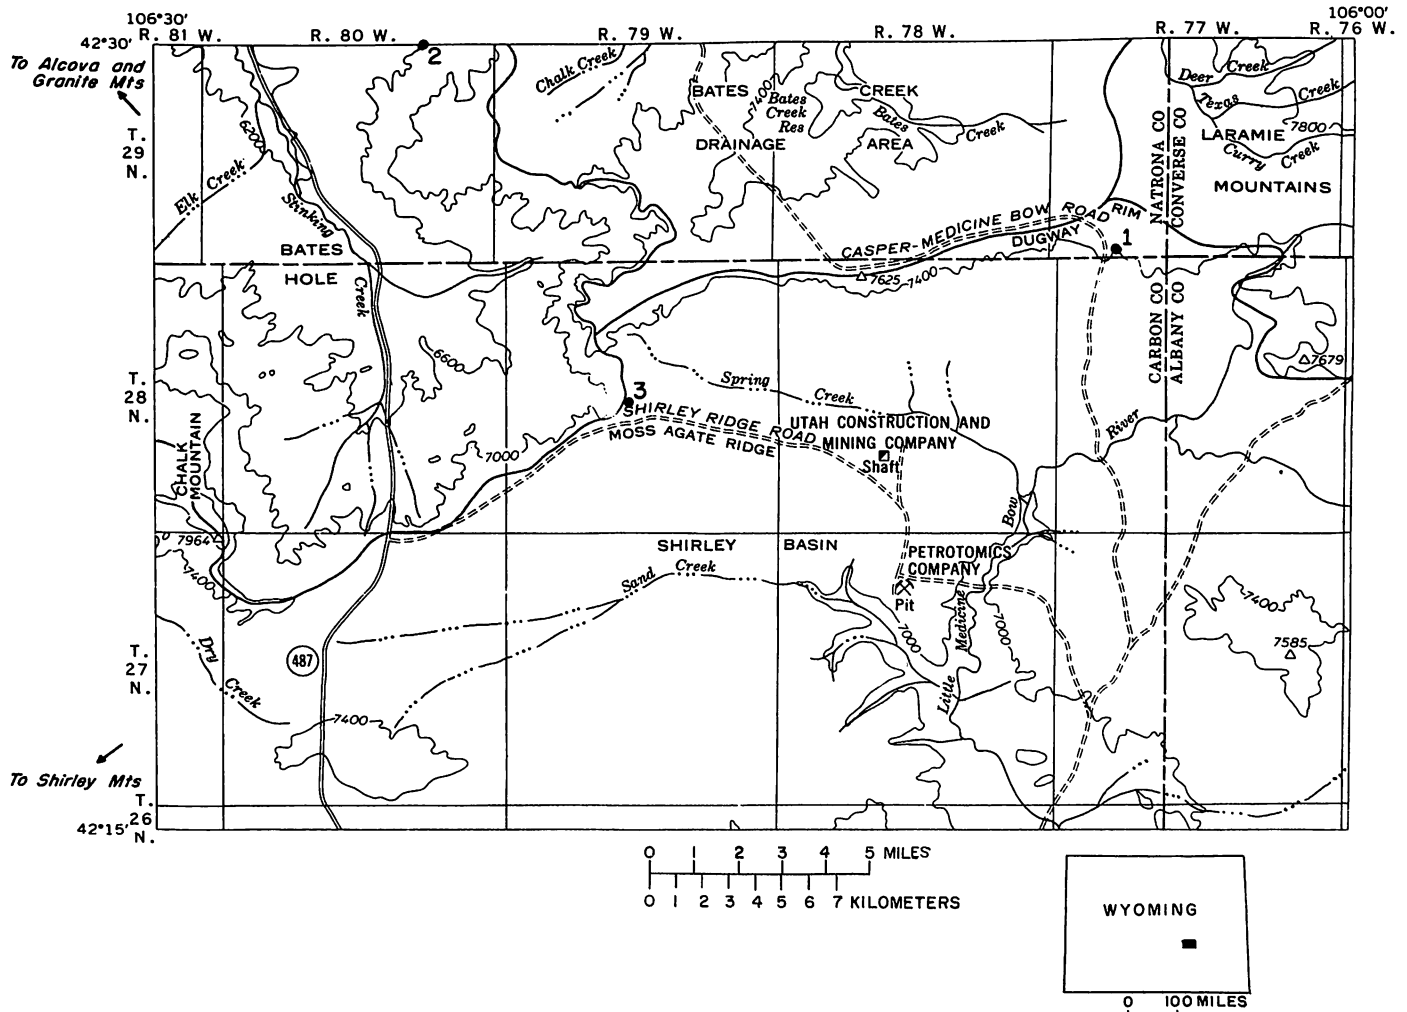 106°30'
106°00'
R. 81 W.
R. 80 W.
R. 79 W.
R. 78 W.
R. 77 W.
R. 76 W.
42°30'
2
To Alcova and
Granite Mts
T.
29
N.
Chalk Creek
BATES CREEK
DRAINAGE AREA
7400
Bates
Creek
Res
Bates Creek
Deer Creek
Texas Creek
7800
LARAMIE
Curry Creek
MOUNTAINS
NATRONA CO
CONVERSE CO
6200
Elk Creek
Stinking
Creek
BATES
HOLE
CASPER-MEDICINE BOW ROAD RIM
DUGWAY
1
7625
7400
CARBON CO
ALBANY CO
7679
T.
28
N.
6600
Spring Creek
3
SHIRLEY RIDGE ROAD
MOSS AGATE RIDGE
UTAH CONSTRUCTION AND
MINING COMPANY
Shaft
River
CHALK
MOUNTAIN
7000
Bow
7964
7400
SHIRLEY BASIN
PETROTOMICS
COMPANY
Sand Creek
Pit
Medicine
7000
7000
7400
7585
T.
27
N.
Dry
Creek
487
Little
7400
To Shirley Mts
T.
26
N.
42°15'
0 1 2 3 4 5 MILES
0 1 2 3 4 5 6 7 KILOMETERS
WYOMING
0 100 MILES